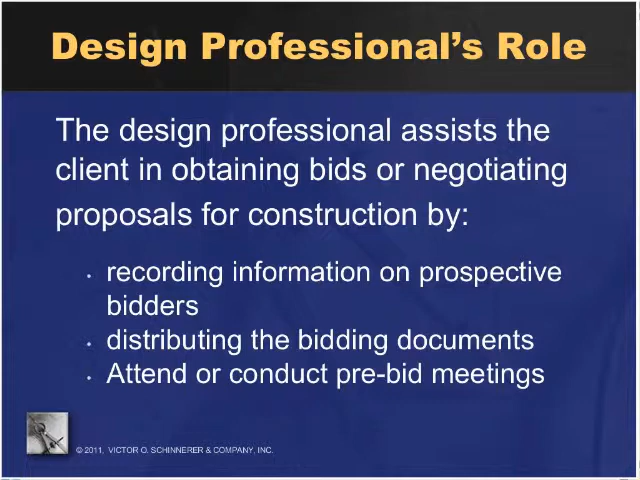 Design Professional's Role
The design professional assists the
client in obtaining bids or negotiating
proposals for construction by:
• recording information on prospective
bidders
• distributing the bidding documents
• Attend or conduct pre-bid meetings
© 2011, VICTOR O. SCHINNERER & COMPANY, INC.